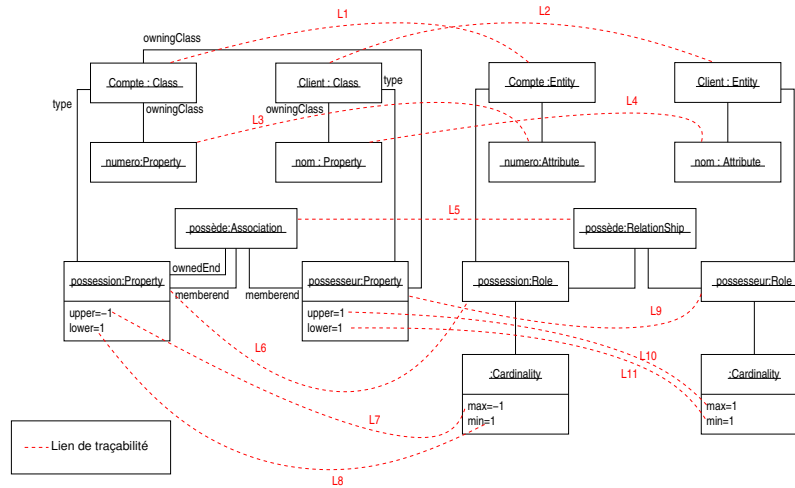 L1
L2
owningClass
Compte : Class
Client : Class
Compte :Entity
Client : Entity
type
type
owningClass
owningClass
L3
L4
numero:Property
nom : Property
numero:Attribute
nom : Attribute
possède:Association
L5
possède:RelationShip
ownedEnd
possession:Property
memberend
memberend
possesseur:Property
possession:Role
possesseur:Role
upper=−1
lower=1
upper=1
lower=1
L9
L6
L10
L11
:Cardinality
:Cardinality
max=−1
min=1
max=1
min=1
L7
Lien de traçabilité
L8